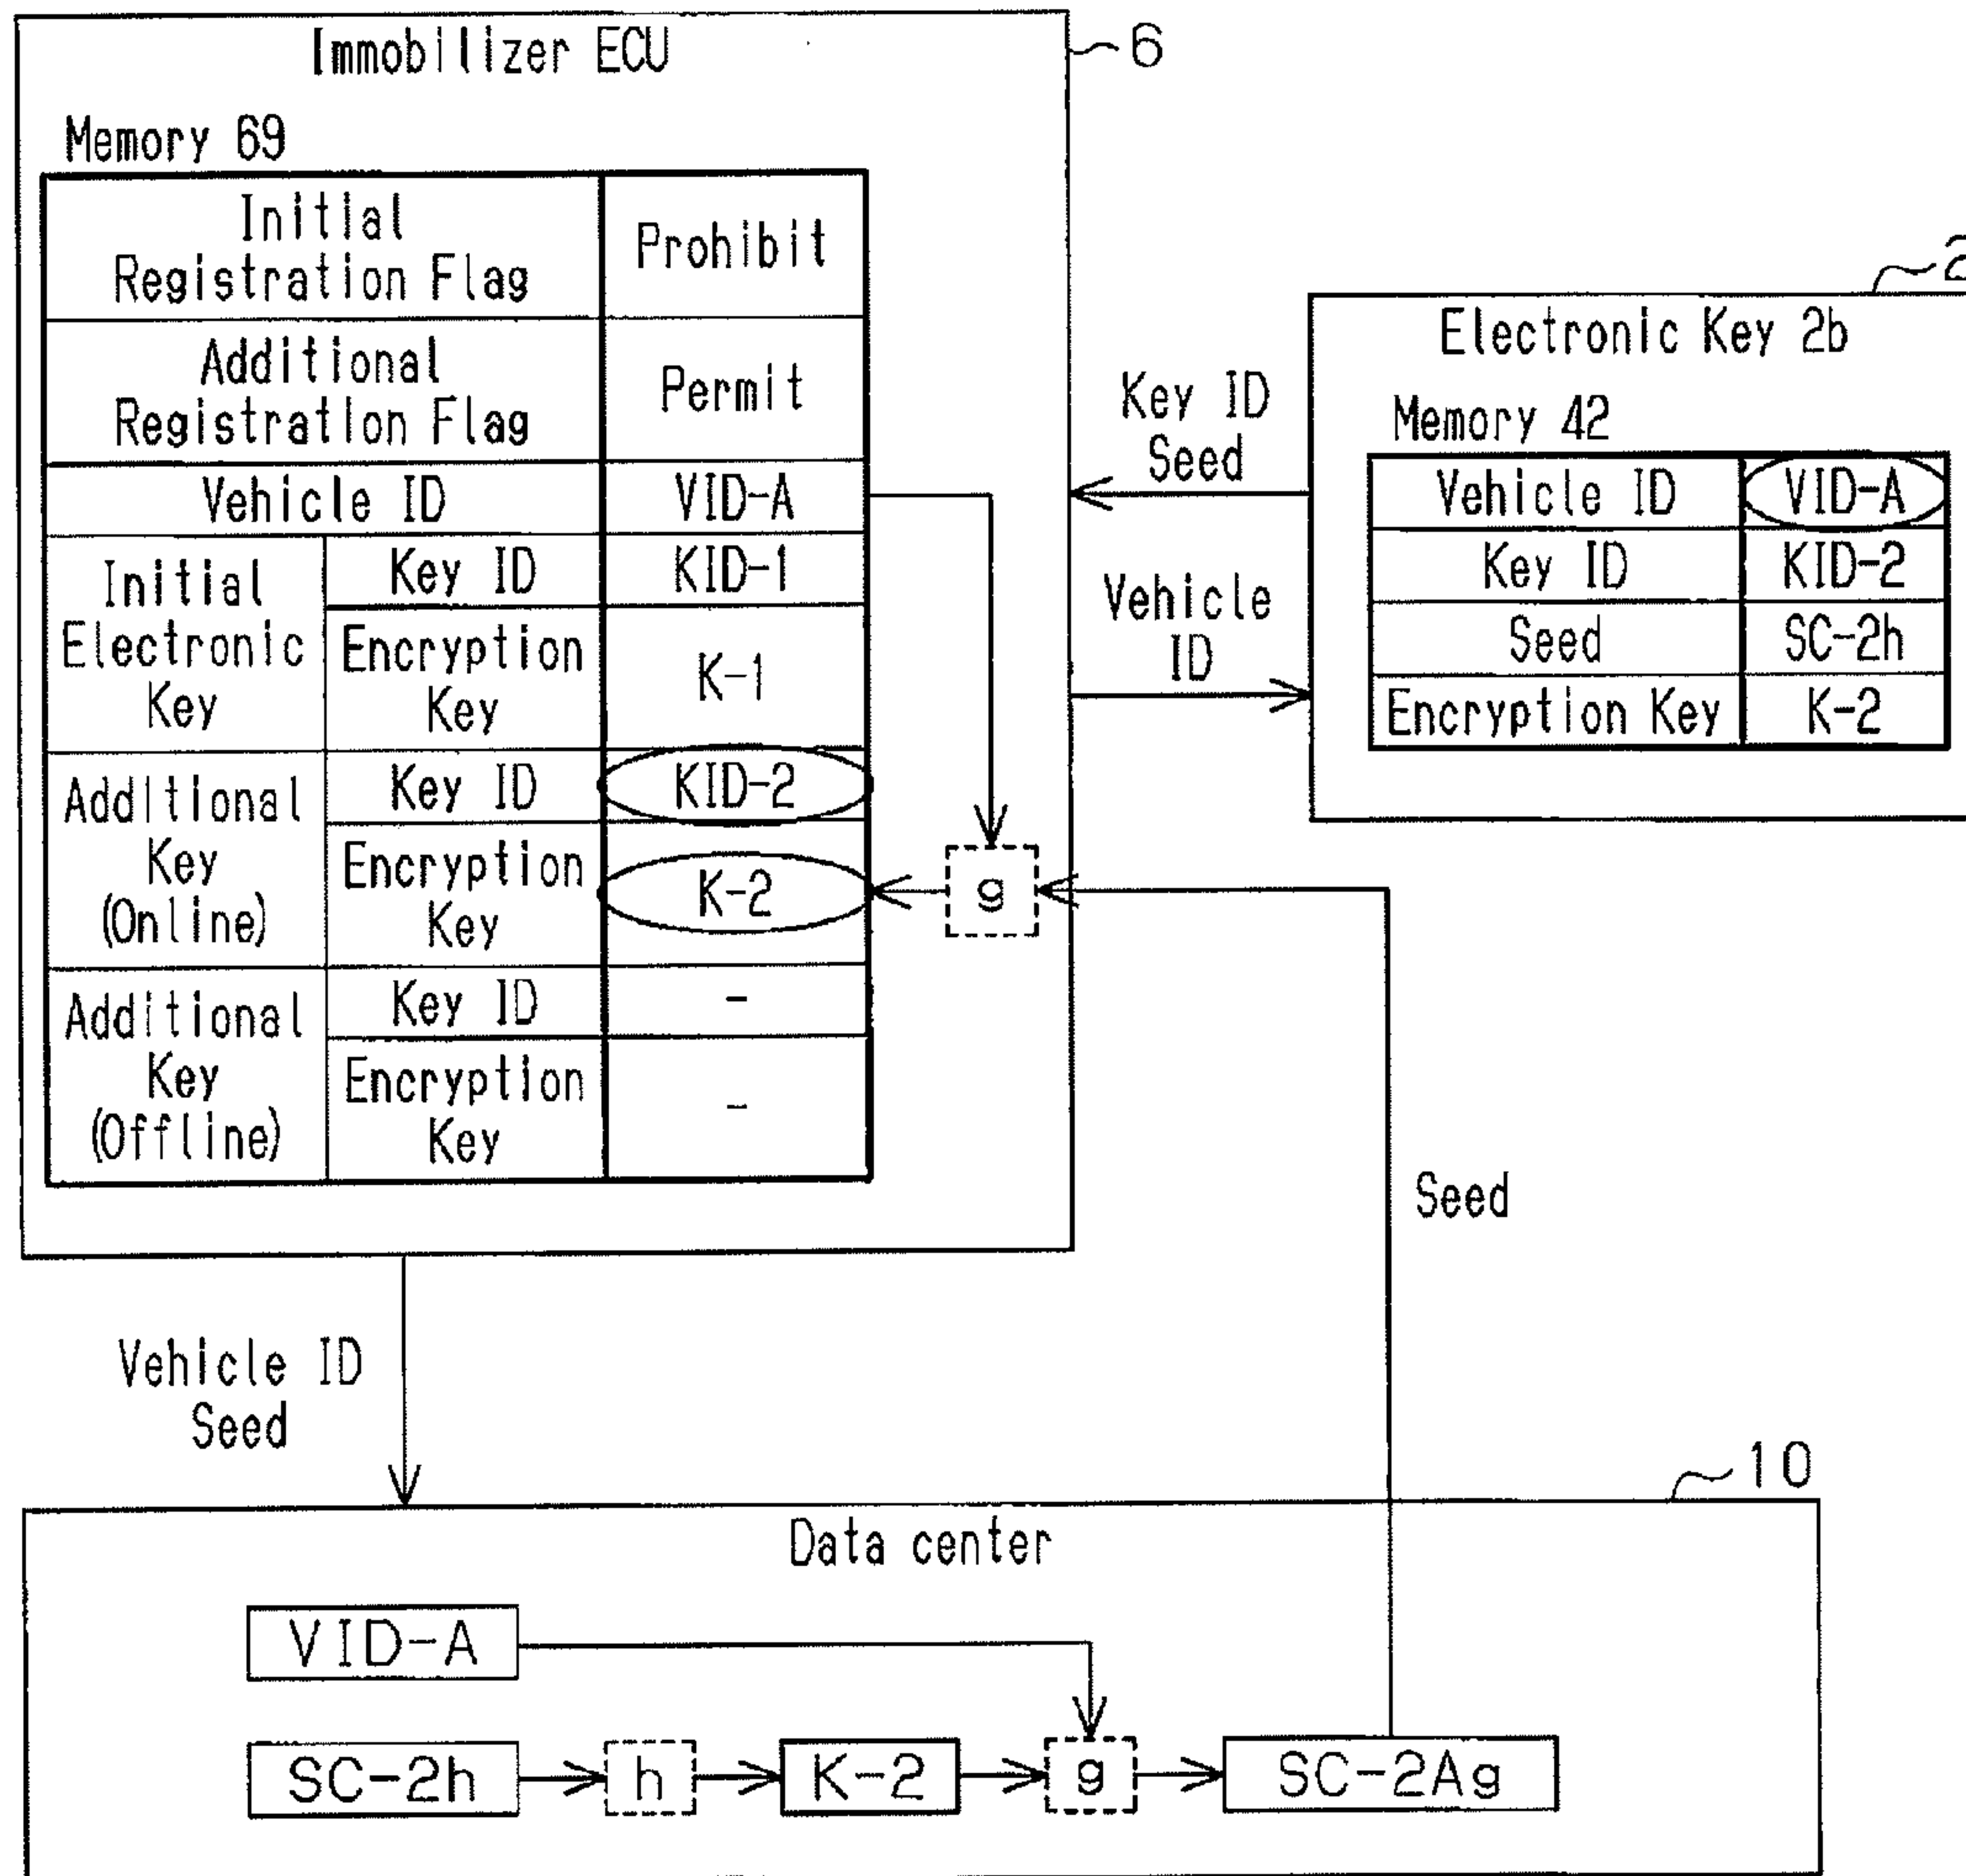 Immobilizer ECU
6
Memory 69
Initial
Registration Flag
Prohibit
Additional
Registration Flag
Permit
Vehicle ID
VID-A
Initial
Electronic
Key
Key ID
KID-1
Encryption
Key
K-1
Additional
Key
(Online)
Key ID
KID-2
Encryption
Key
K-2
g
Additional
Key
(Offline)
Key ID
-
Encryption
Key
-
Key ID
Seed
Vehicle
ID
2
Electronic Key 2b
Memory 42
Vehicle ID
VID-A
Key ID
KID-2
Seed
SC-2h
Encryption Key
K-2
Seed
Vehicle ID
Seed
10
Data center
VID-A
SC-2h
h
K-2
g
SC-2Ag